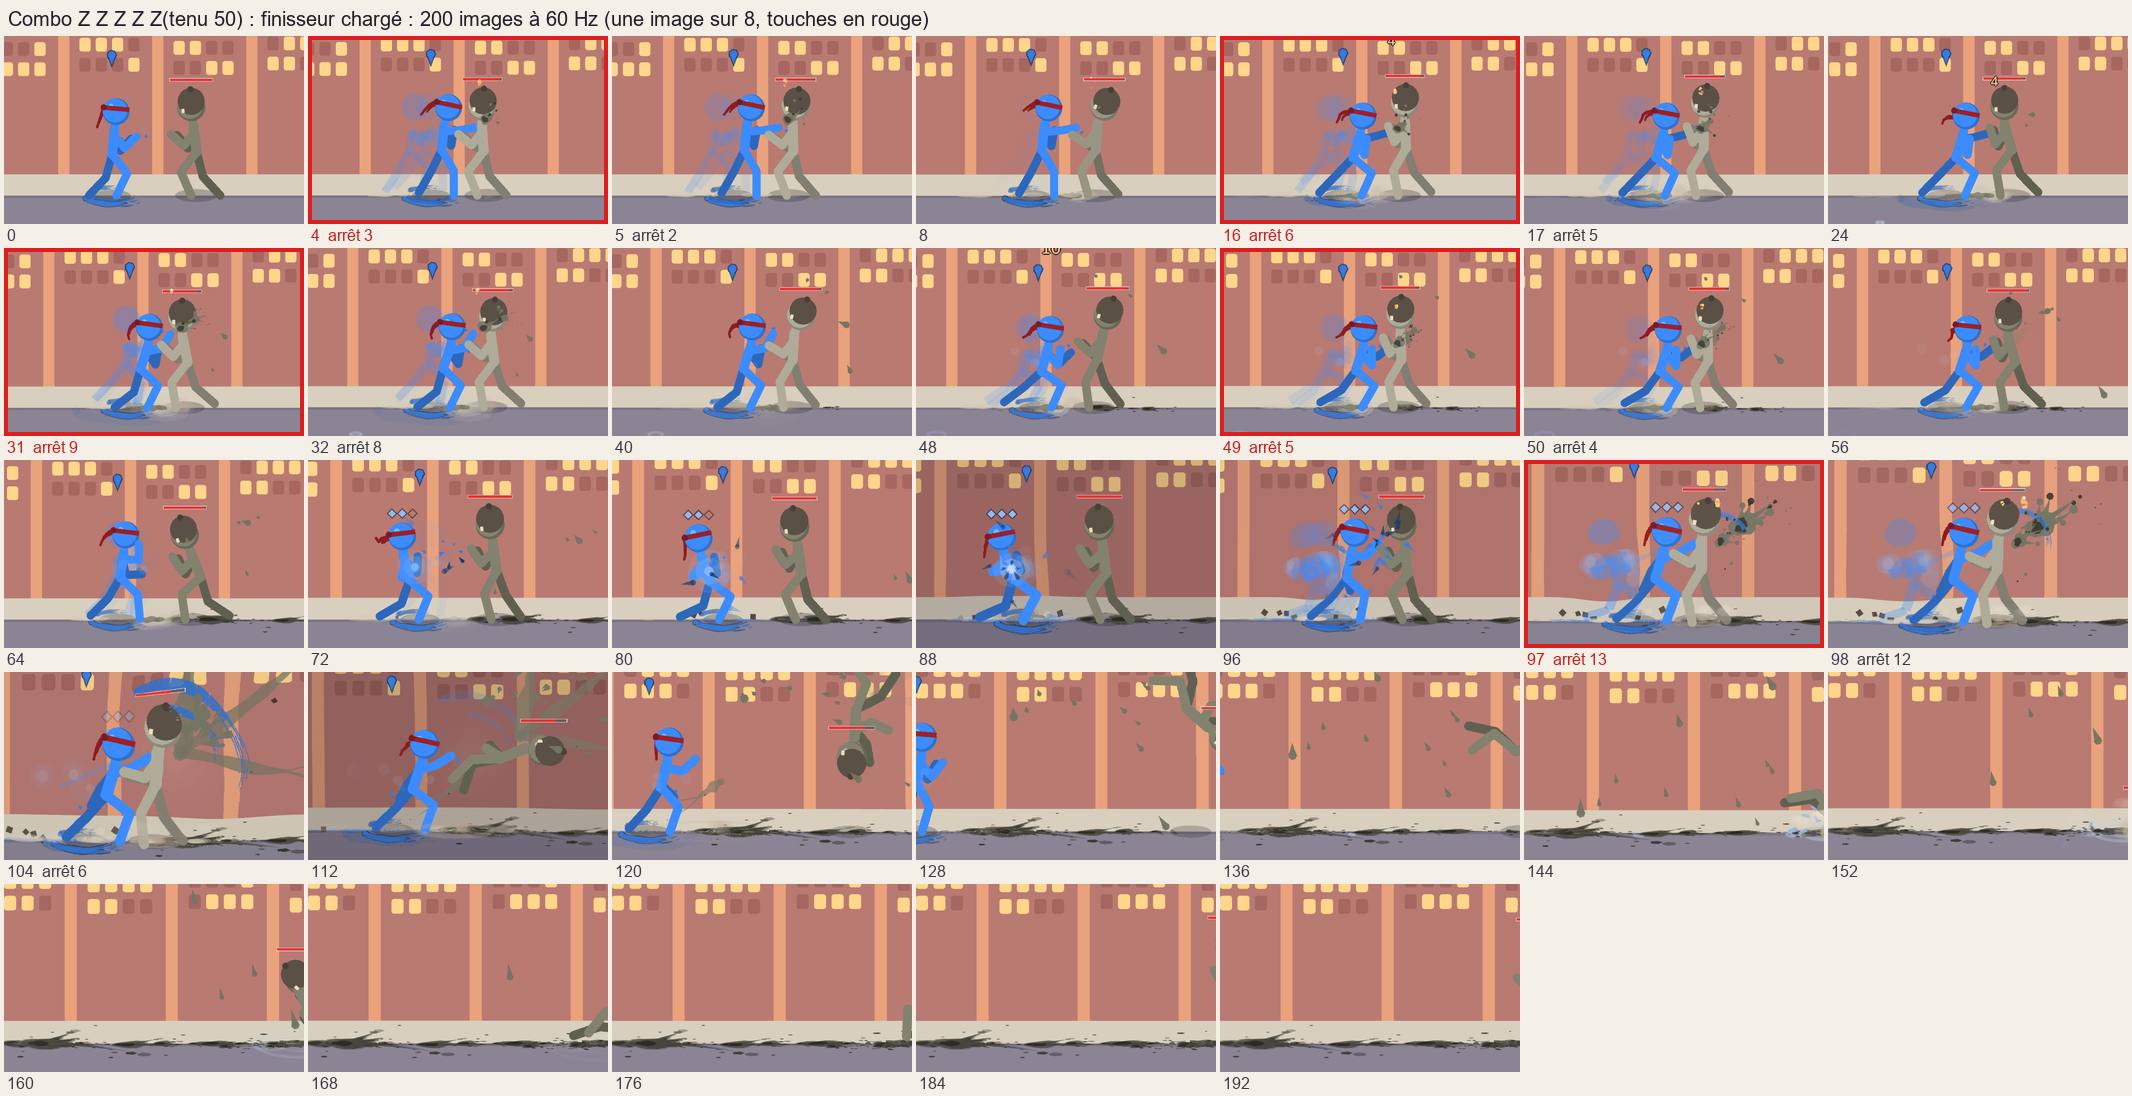 Combo Z Z Z Z Z(tenu 50) : finisseur chargé : 200 images à 60 Hz (une image sur 8, touches en rouge)
4
4
0
4 arrêt 3
5 arrêt 2
8
16 arrêt 6
17 arrêt 5
24
10
31 arrêt 9
32 arrêt 8
40
48
49 arrêt 5
50 arrêt 4
56
64
72
80
88
96
97 arrêt 13
98 arrêt 12
104 arrêt 6
112
120
128
136
144
152
160
168
176
184
192